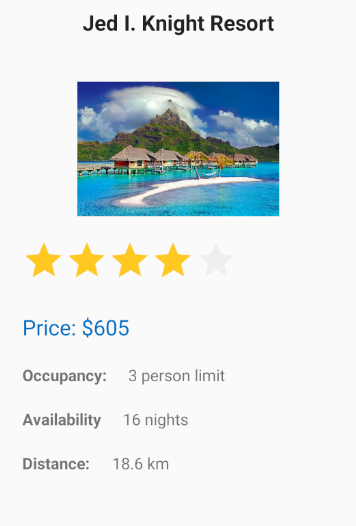 Jed I. Knight Resort
Price: $605
Occupancy: 3 person limit
Availability 16 nights
Distance: 18.6 km